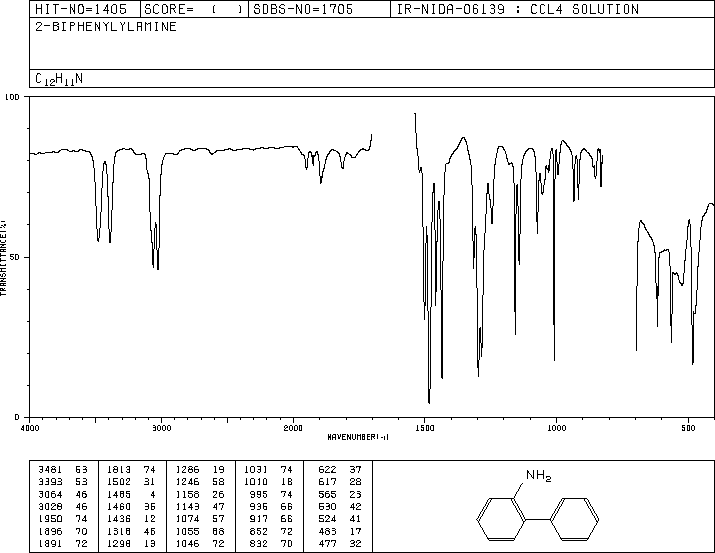 HIT-NO=1405 SCORE= ( ) SDBS-NO=1705 IR-NIDA-06139 : CCL4 SOLUTION
2-BIPHENYLYLAMINE
C12H11N
100
50
0
TRANSMITTANCE(%)
4000 3000 2000 1500 1000 500
WAVENUMBER(-1)
3481 53 1813 74 1286 19 1031 74 622 37
3393 53 1502 31 1246 58 1010 18 617 28
3064 46 1485 4 1158 26 995 74 565 23
3028 46 1460 36 1143 47 936 66 530 42
1950 74 1436 12 1074 57 917 66 524 41
1896 70 1318 46 1055 68 852 72 483 17
1891 72 1298 13 1046 72 832 70 477 32
NH2